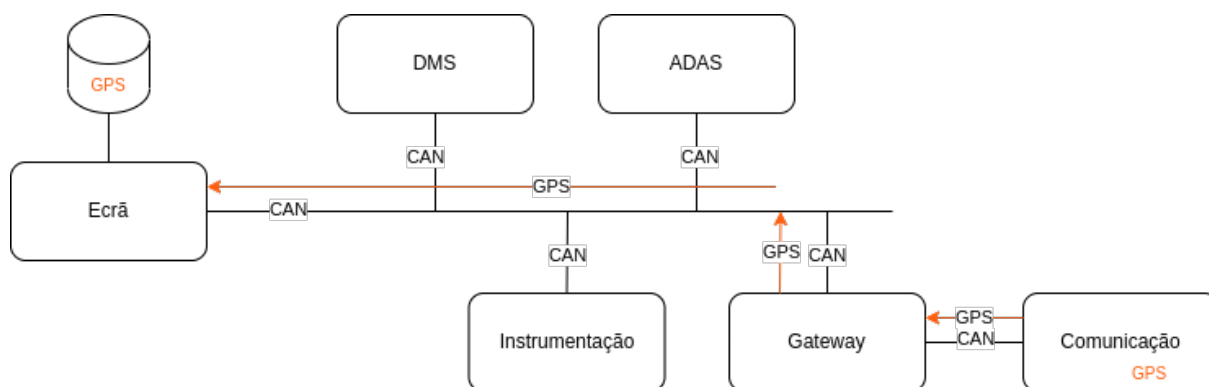 DMS
ADAS
GPS
CAN
CAN
GPS
Ecrã
CAN
CAN
GPS
CAN
Instrumentação
Gateway
GPS
CAN
Comunicação
GPS